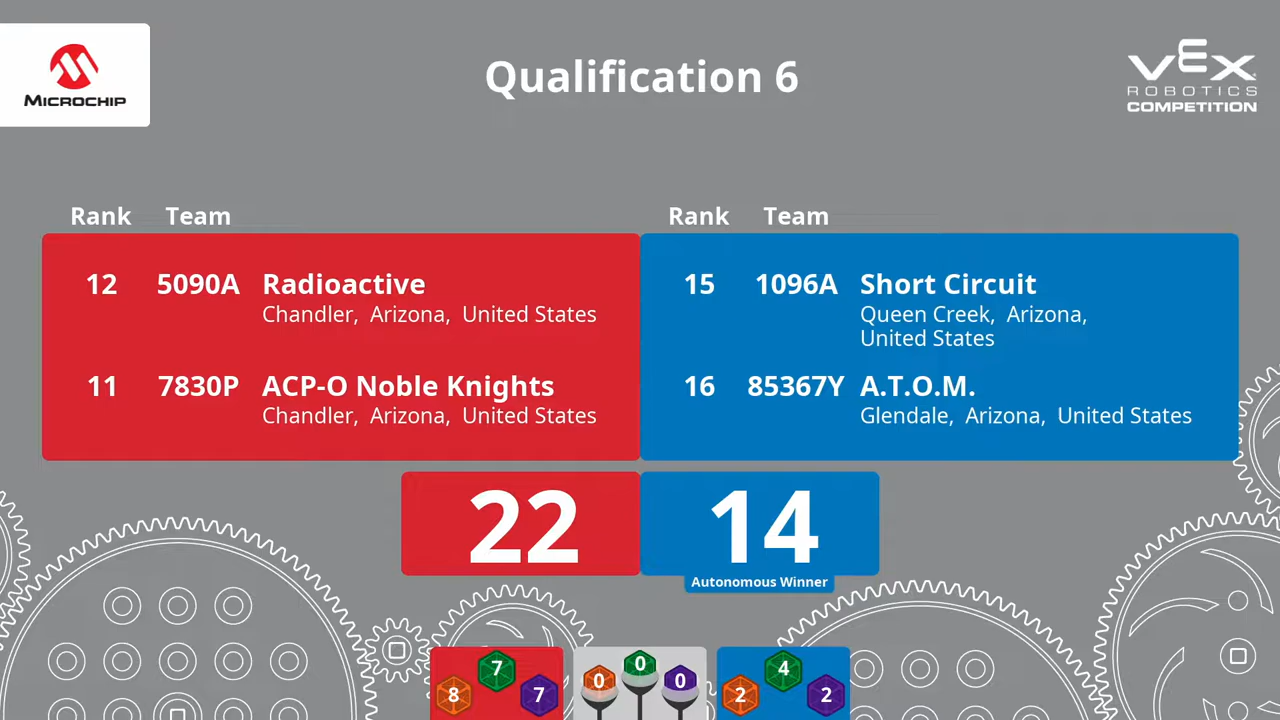 MICROCHIP
Qualification 6
VEX
ROBOTICS
COMPETITION
Rank Team
12 5090A Radioactive
Chandler, Arizona, United States
11 7830P ACP-O Noble Knights
Chandler, Arizona, United States
Rank Team
15 1096A Short Circuit
Queen Creek, Arizona,
United States
16 85367Y A.T.O.M.
Glendale, Arizona, United States
22
14
Autonomous Winner
8 7 7
0 0 0
2 4 2